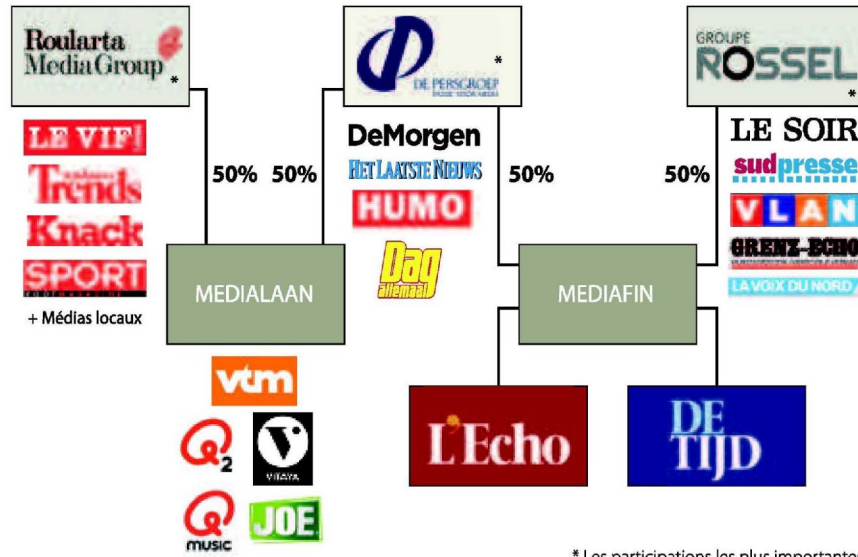 Roularta
Media Group
*
DE PERSGROEP
*
GROUPE
ROSSEL
*
LE VIF!
Trends
Knack
SPORT
+ Médias locaux
50%
50%
DeMorgen
HET LAATSTE NIEUWS
HUMO
Dag
allemaal
50%
50%
LE SOIR
sudpresse
VLAN
GRENZ-ECHO
LA VOIX DU NORD
MEDIALAAN
MEDIAFIN
vtm
2
VITAYA
MUSIC
JOE
L'Echo
DE
TIJD
* Les participations les plus importantes